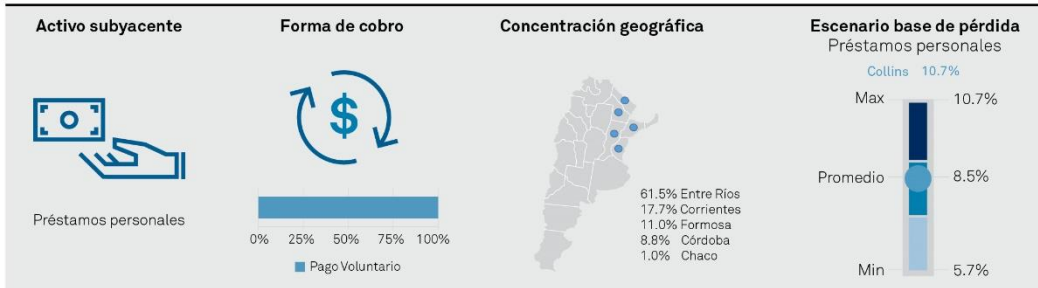 Activo subyacente
Préstamos personales
Forma de cobro
$
0% 25% 50% 75% 100%
Pago Voluntario
Concentración geográfica
61.5% Entre Ríos
17.7% Corrientes
11.0% Formosa
8.8% Córdoba
1.0% Chaco
Escenario base de pérdida
Préstamos personales
Collins 10.7%
Max 10.7%
Promedio 8.5%
Min 5.7%